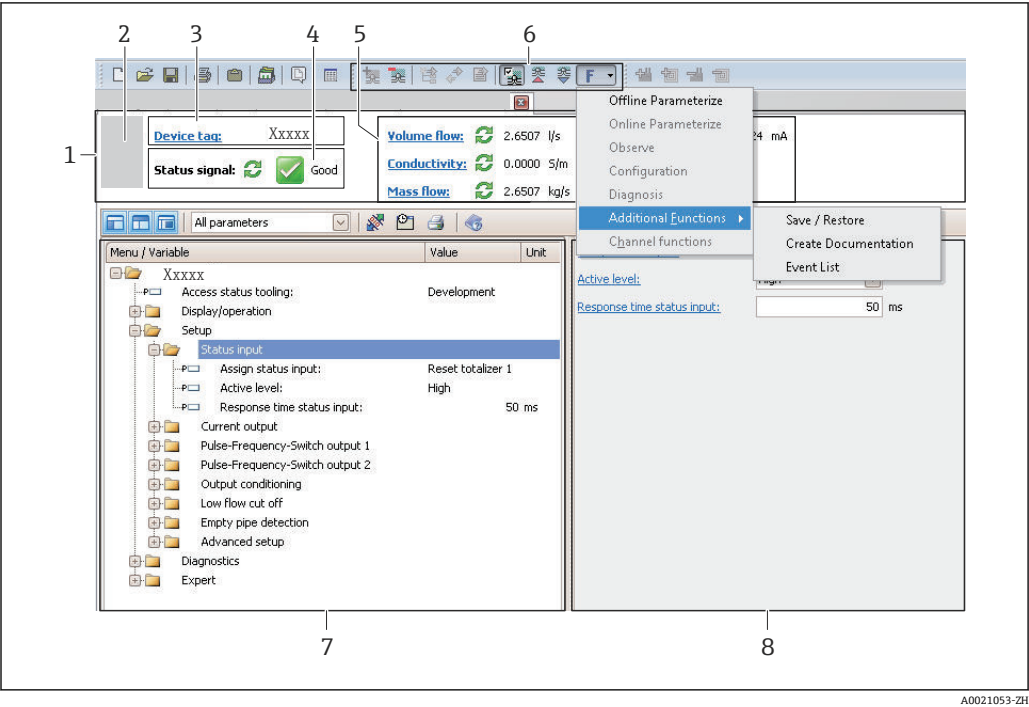 2 3 4 5 6
F
Offline Parameterize
Online Parameterize
Observe
Configuration
Diagnosis
Additional Functions
Channel functions
Save / Restore
Create Documentation
Event List
1
Device tag: Xxxxx
Status signal: Good
Volume flow: 2.6507 l/s
Conductivity: 0.0000 S/m
Mass flow: 2.6507 kg/s
24 mA
All parameters
Menu / Variable Value Unit
Xxxxx
Access status tooling: Development
Display/operation
Setup
Status input
Assign status input: Reset totalizer 1
Active level: High
Response time status input: 50 ms
Current output
Pulse-Frequency-Switch output 1
Pulse-Frequency-Switch output 2
Output conditioning
Low flow cut off
Empty pipe detection
Advanced setup
Diagnostics
Expert
Active level: High
Response time status input: 50 ms
7 8
A0021053-ZH